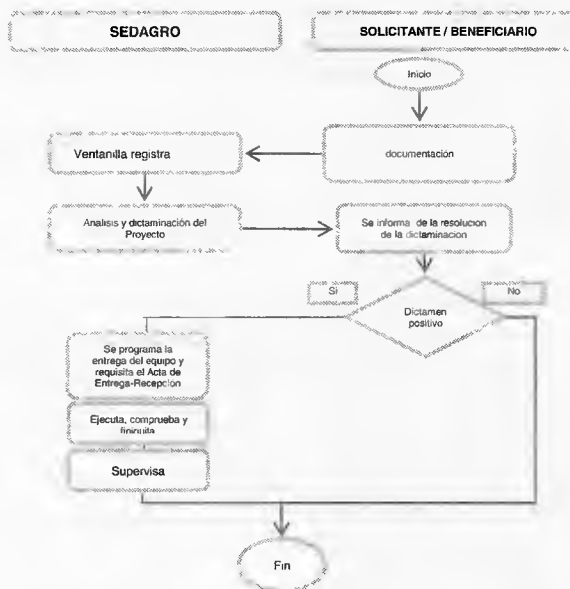 SEDAGRO
SOLICITANTE / BENEFICIARIO
Inicio
Ventanilla registra
documentación
Analisis y dictaminación del
Proyecto
Se informa de la resolucion
de la dictaminacion
Si
No
Dictamen
positivo
Se programa la
entrega del equipo y
requisita el Acta de
Entrega-Recepción
Ejecuta, comprueba y
finiquita
Supervisa
Fin